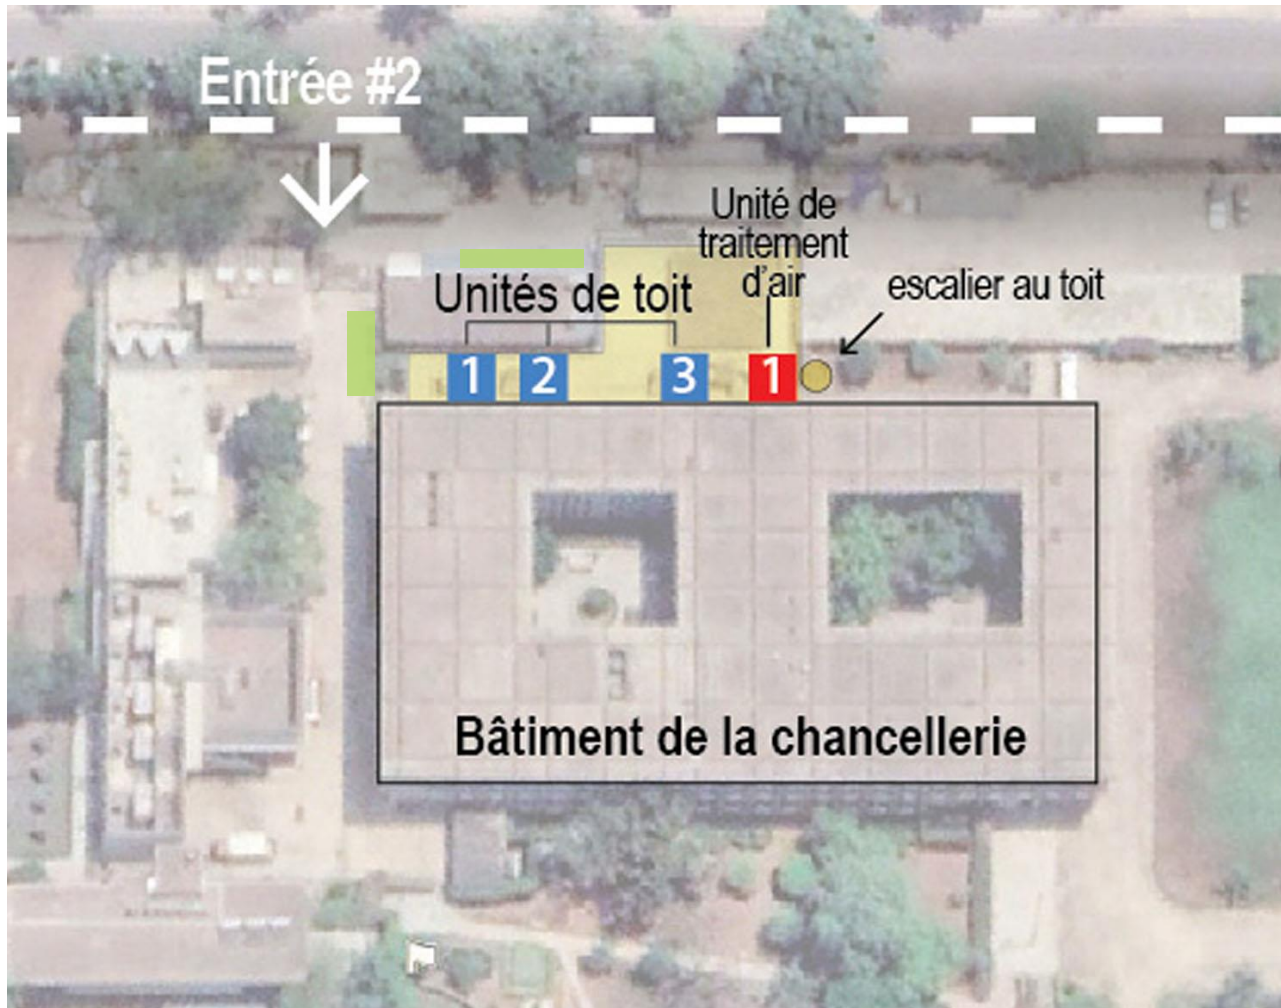 Entrée #2
Unité de
traitement
d'air
Unités de toit
escalier au toit
1 2 3 1
Bâtiment de la chancellerie